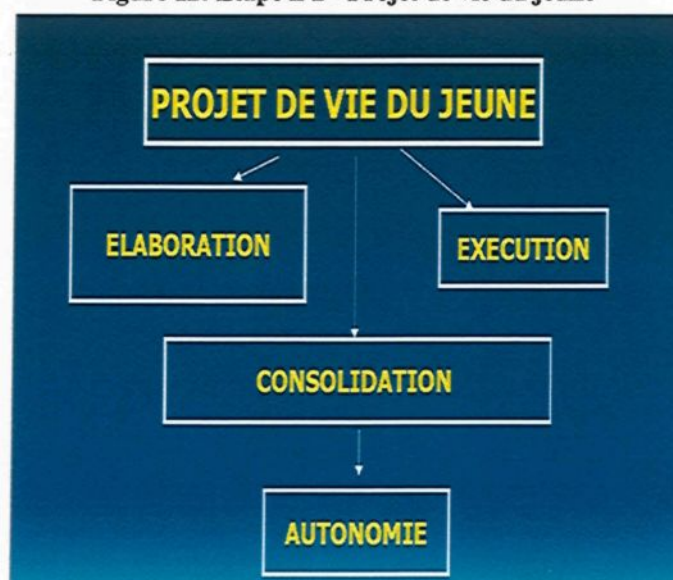 PROJET DE VIE DU JEUNE
ELABORATION
EXECUTION
CONSOLIDATION
AUTONOMIE